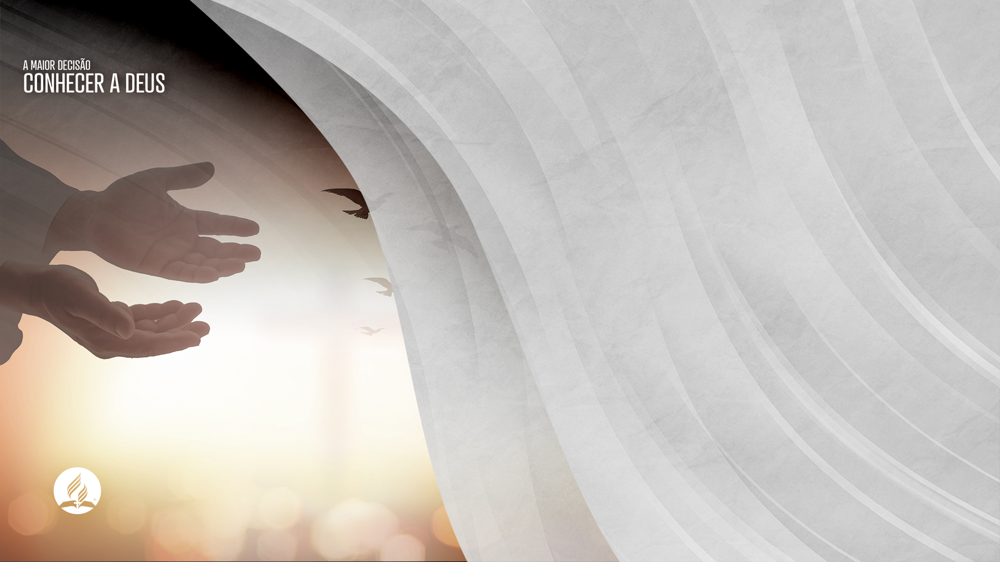 A MAIOR DECISÃO
CONHECER A DEUS